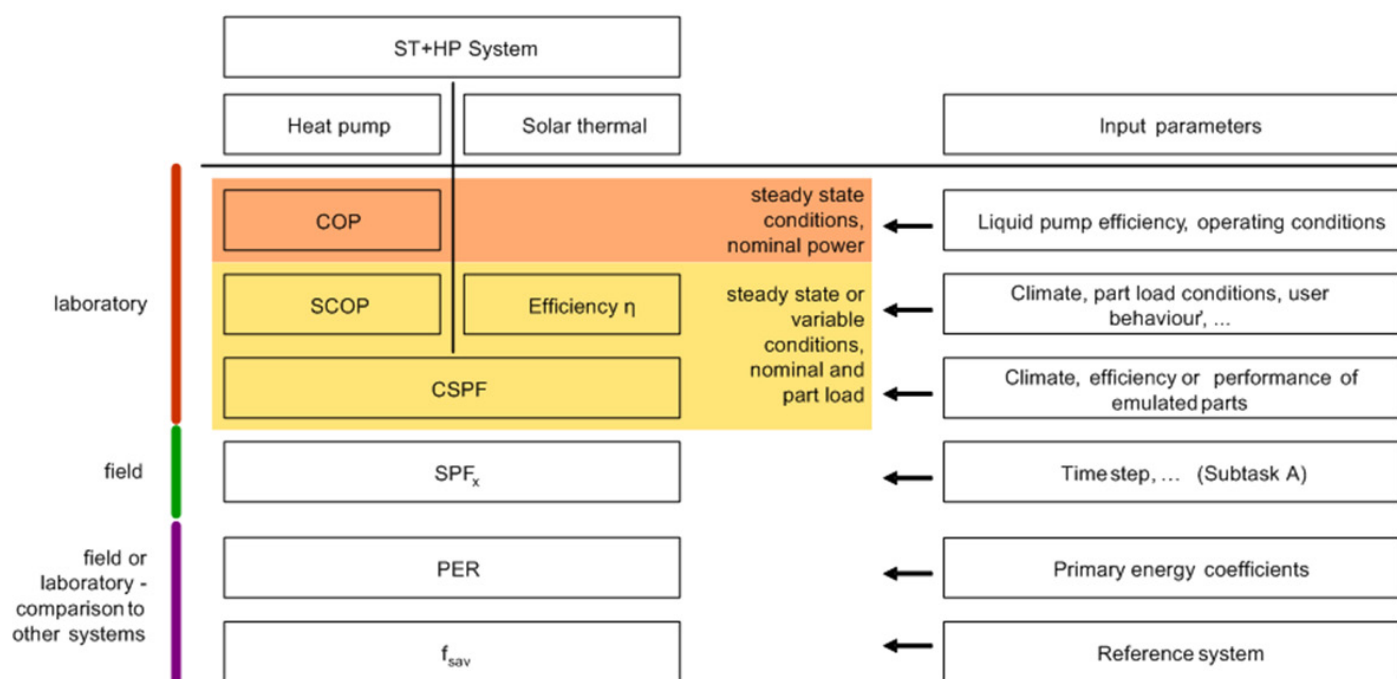 ST+HP System
Heat pump
Solar thermal
Input parameters
laboratory
COP
steady state
conditions,
nominal power
Liquid pump efficiency, operating conditions
SCOP
Efficiency η
steady state or
variable
conditions,
nominal and
part load
Climate, part load conditions, user
behaviour', ...
CSPF
Climate, efficiency or performance of
emulated parts
field
SPFx
Time step, ... (Subtask A)
field or
laboratory -
comparison to
other systems
PER
Primary energy coefficients
fsav
Reference system